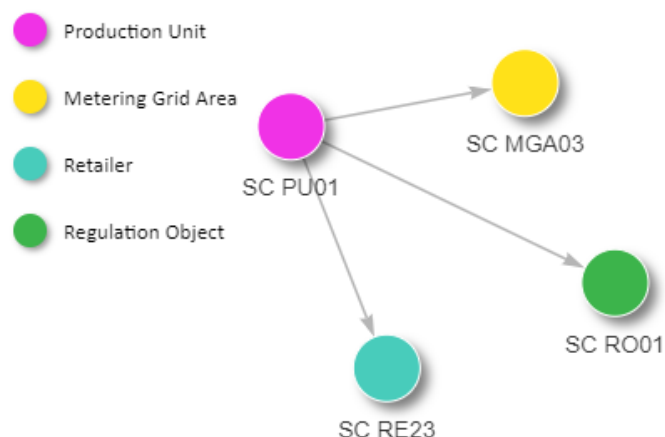 Production Unit
Metering Grid Area
Retailer
Regulation Object
SC MGA03
SC PU01
SC RO01
SC RE23